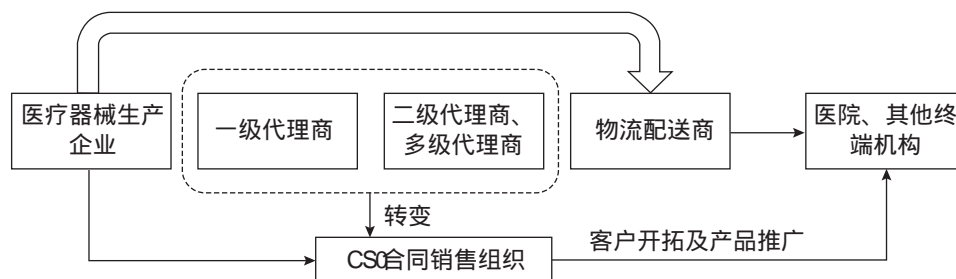 医疗器械生产
企业
一级代理商
二级代理商、
多级代理商
物流配送商
医院、其他终
端机构
转变
客户开拓及产品推广
CSO合同销售组织